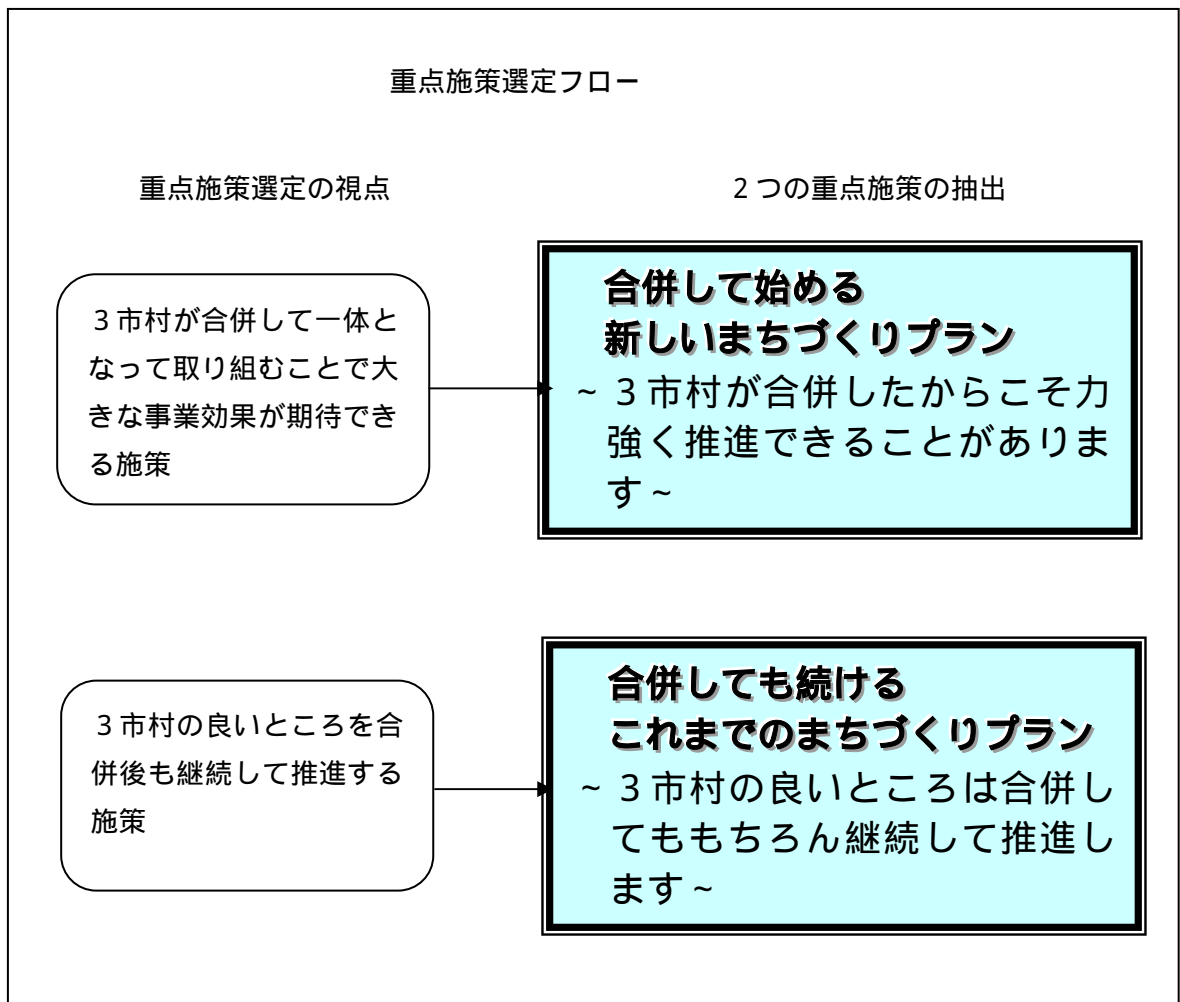 重点施策選定フロー
重点施策選定の視点
２つの重点施策の抽出
３市村が合併して一体と
なって取り組むことで大
きな事業効果が期待でき
る施策
合併して始める
新しいまちづくりプラン
～３市村が合併したからこそ力
強く推進できることがありま
す～
３市村の良いところを合
併後も継続して推進する
施策
合併しても続ける
これまでのまちづくりプラン
～３市村の良いところは合併し
てももちろん継続して推進し
ます～